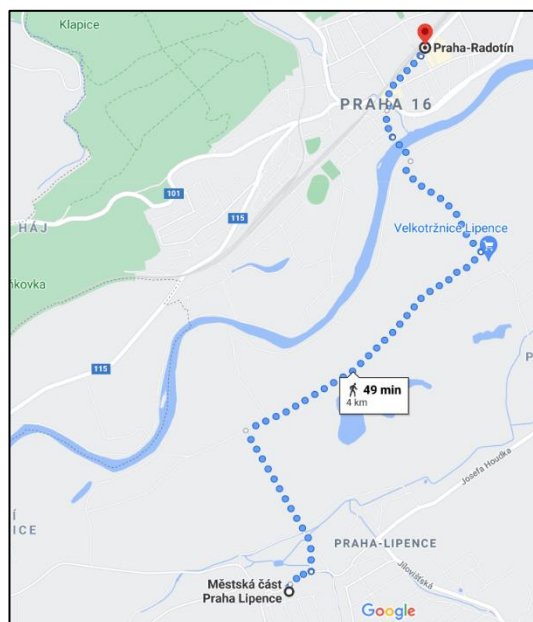 Klapice
Praha-Radotín
PRAHA 16
101
HÁJ
115
Velkotržnice Lipence
nkovka
115
49 min
4 km
P
Josefa Houdka
Í
ICE
PRAHA-LIPENCE
Městská část
Praha Lipence
Jílovišťská
Google